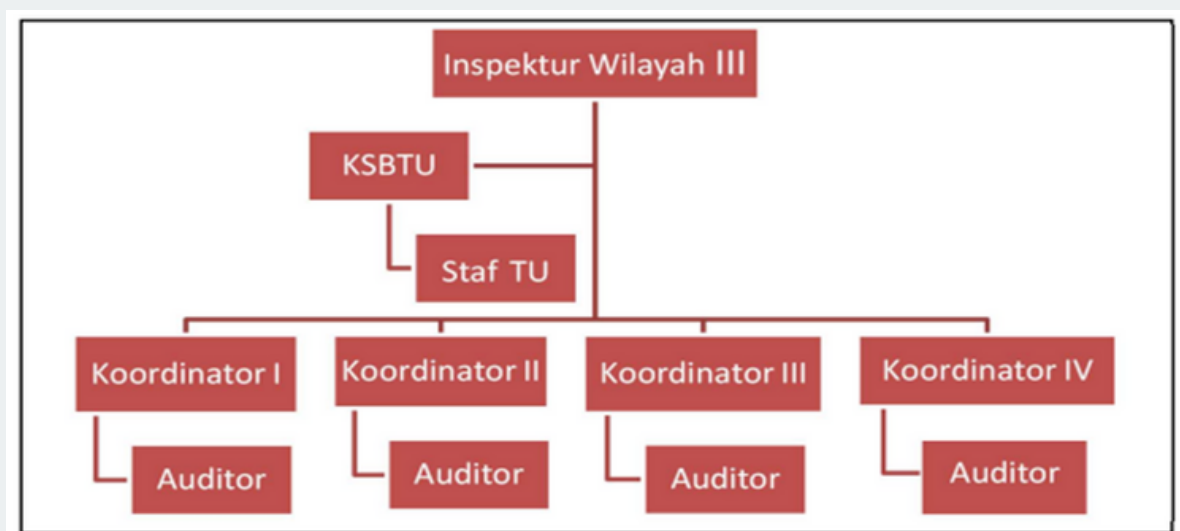 Inspektur Wilayah III
KSBTU
Staf TU
Koordinator I
Koordinator II
Koordinator III
Koordinator IV
Auditor
Auditor
Auditor
Auditor